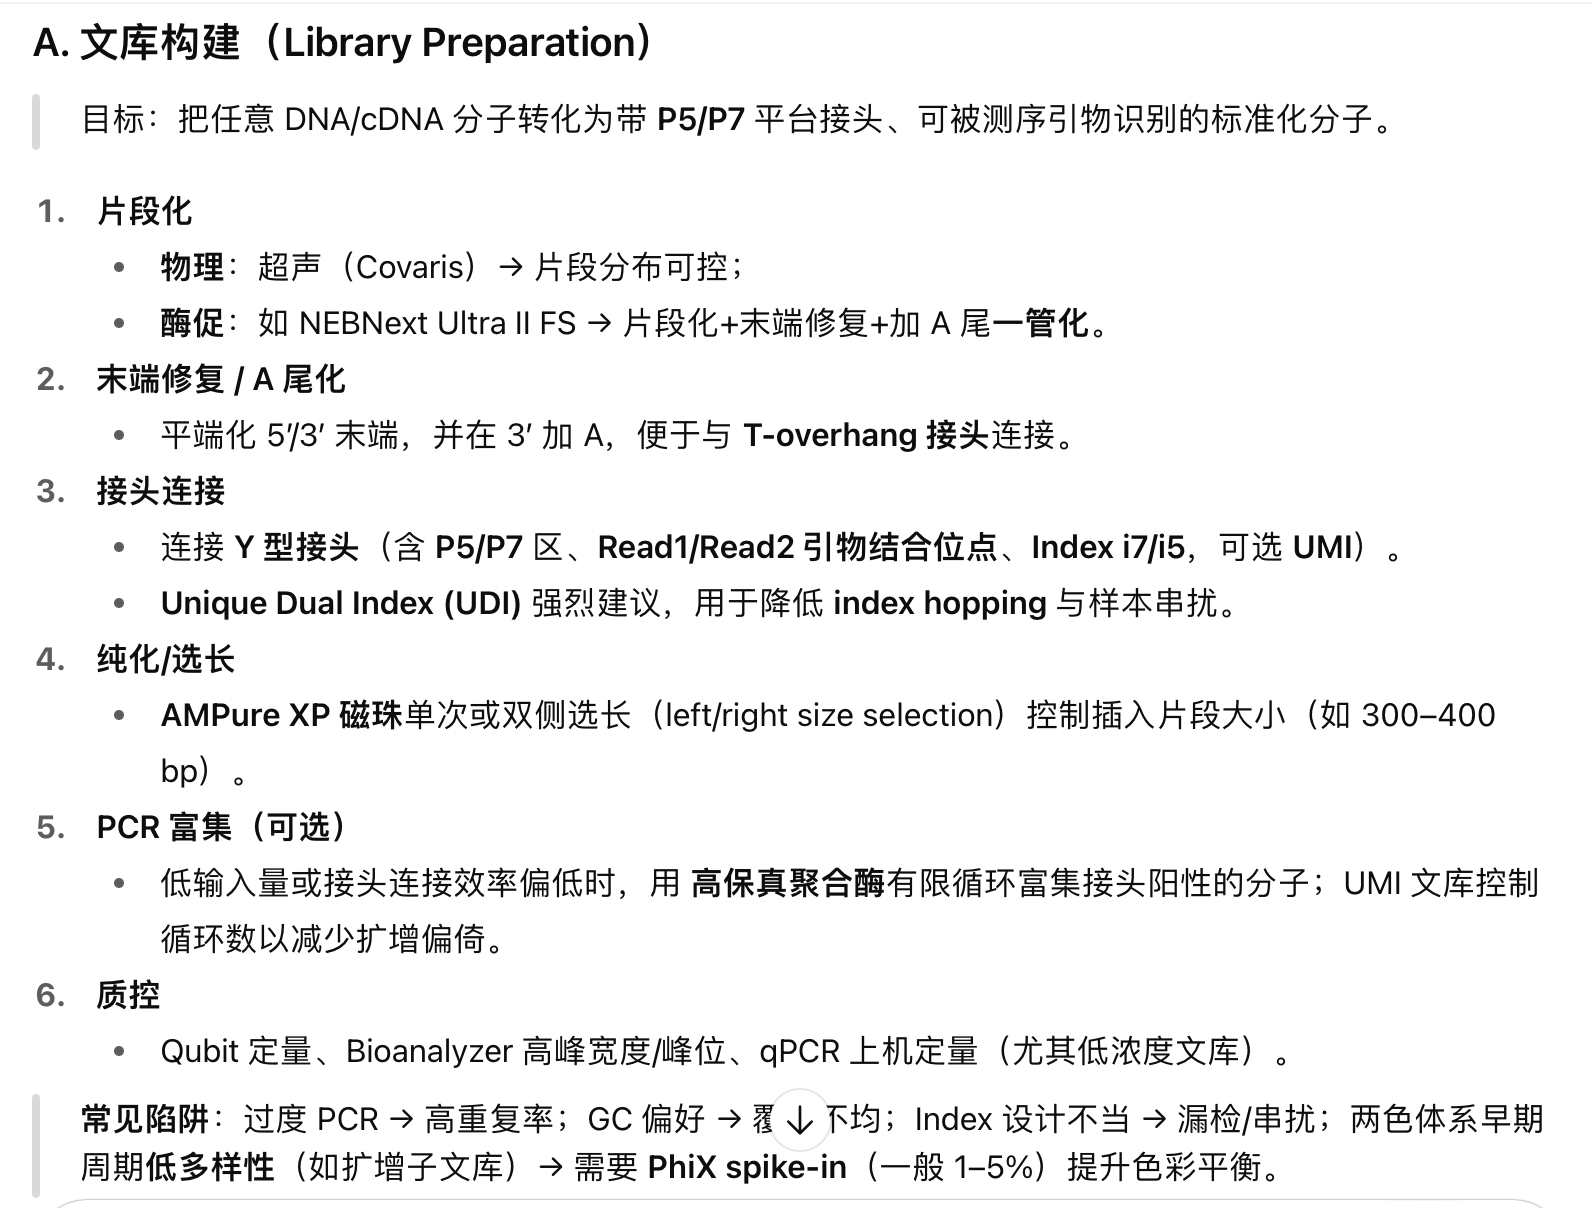 A. 文库构建（Library Preparation）
目标：把任意 DNA/cDNA 分子转化为带 P5/P7 平台接头、可被测序引物识别的标准化分子。
1. 片段化
• 物理：超声（Covaris）→ 片段分布可控；
• 酶促：如 NEBNext Ultra II FS → 片段化+末端修复+加 A 尾一管化。
2. 末端修复 / A 尾化
• 平端化 5′/3′ 末端，并在 3′ 加 A，便于与 T-overhang 接头连接。
3. 接头连接
• 连接 Y 型接头（含 P5/P7 区、Read1/Read2 引物结合位点、Index i7/i5，可选 UMI）。
• Unique Dual Index (UDI) 强烈建议，用于降低 index hopping 与样本串扰。
4. 纯化/选长
• AMPure XP 磁珠单次或双侧选长（left/right size selection）控制插入片段大小（如 300–400
bp）。
5. PCR 富集（可选）
• 低输入量或接头连接效率偏低时，用 高保真聚合酶有限循环富集接头阳性的分子；UMI 文库控制
循环数以减少扩增偏倚。
6. 质控
• Qubit 定量、Bioanalyzer 高峰宽度/峰位、qPCR 上机定量（尤其低浓度文库）。
常见陷阱：过度 PCR → 高重复率；GC 偏好 → 不均；Index 设计不当 → 漏检/串扰；两色体系早期
周期低多样性（如扩增子文库）→ 需要 PhiX spike-in（一般 1–5%）提升色彩平衡。